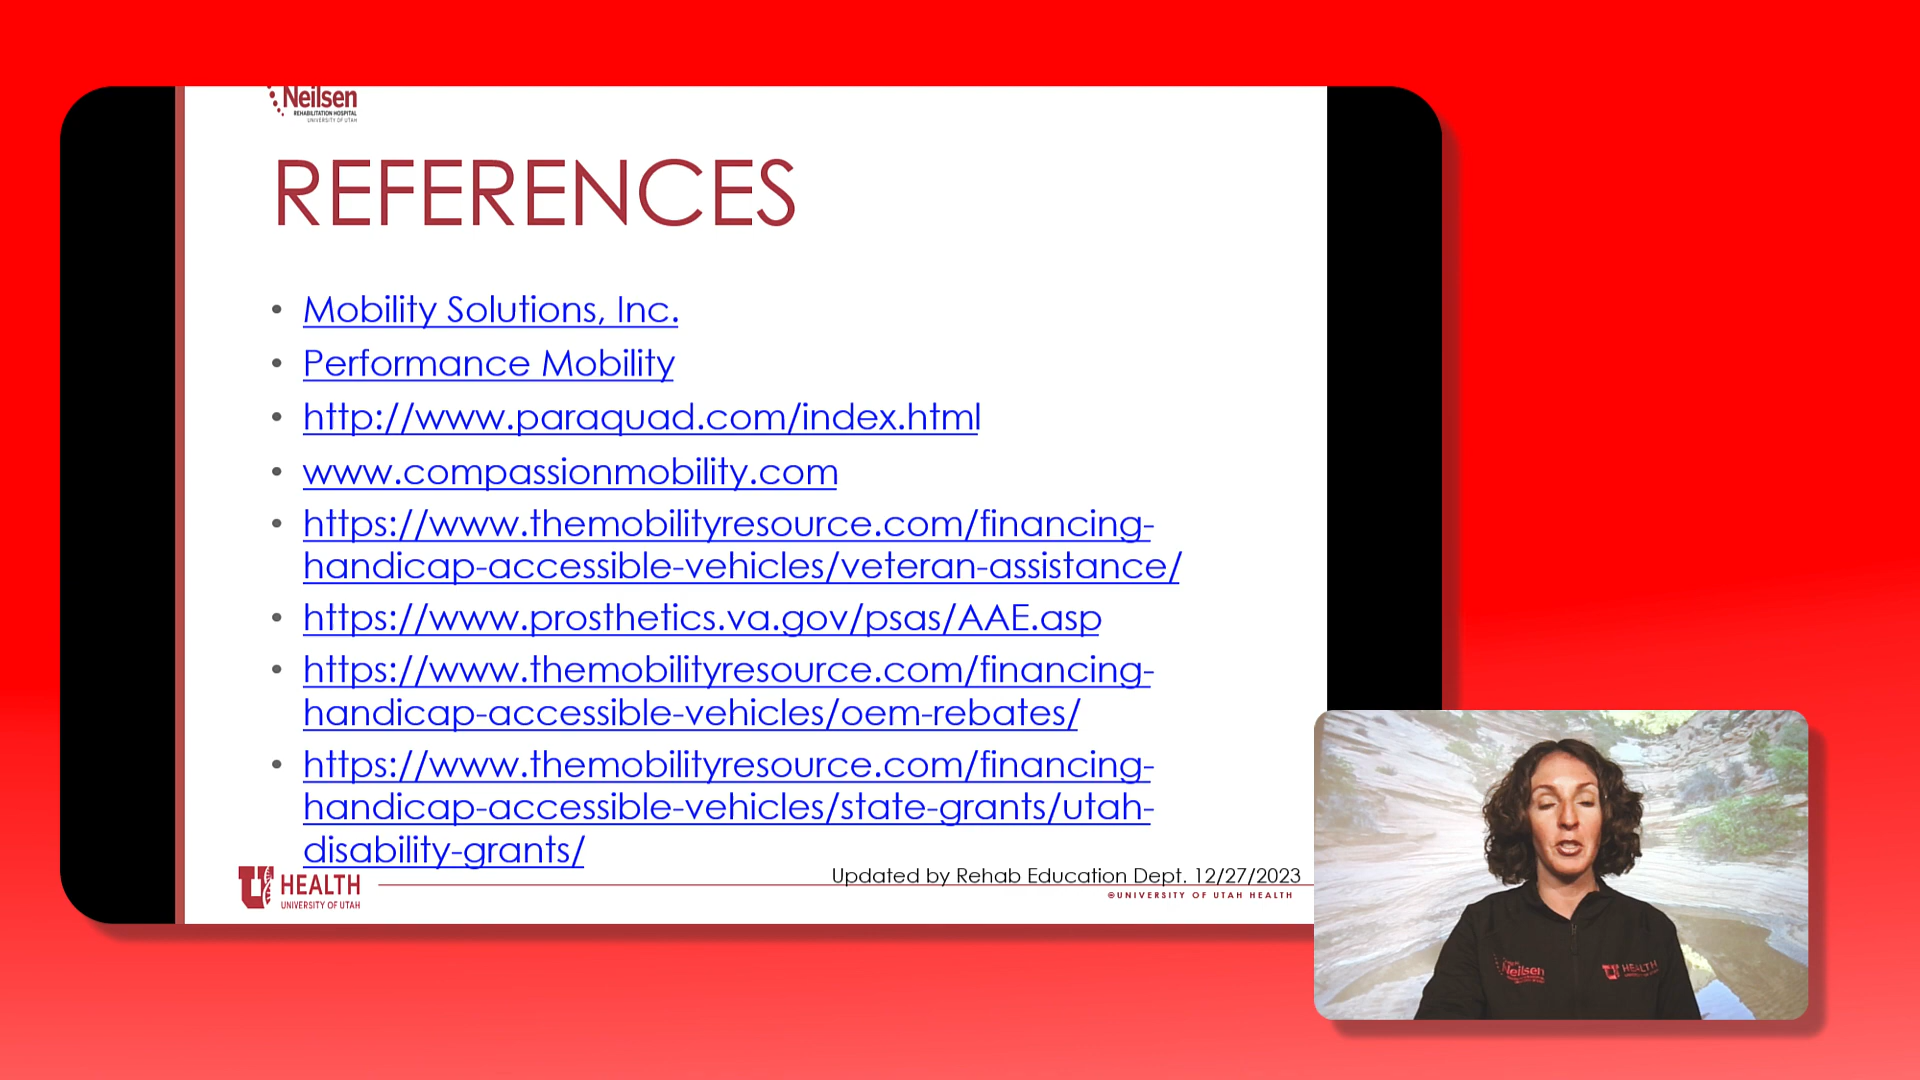 Neilsen
REHABILITATION HOSPITAL
UNIVERSITY OF UTAH
REFERENCES
• Mobility Solutions, Inc.
• Performance Mobility
• http://www.paraquad.com/index.html
• www.compassionmobility.com
• https://www.themobilityresource.com/financing-
handicap-accessible-vehicles/veteran-assistance/
• https://www.prosthetics.va.gov/psas/AAE.asp
• https://www.themobilityresource.com/financing-
handicap-accessible-vehicles/oem-rebates/
• https://www.themobilityresource.com/financing-
handicap-accessible-vehicles/state-grants/utah-
disability-grants/
Updated by Rehab Education Dept. 12/27/2023
U HEALTH
UNIVERSITY OF UTAH
©UNIVERSITY OF UTAH HEALTH
Neilsen
U HEALTH